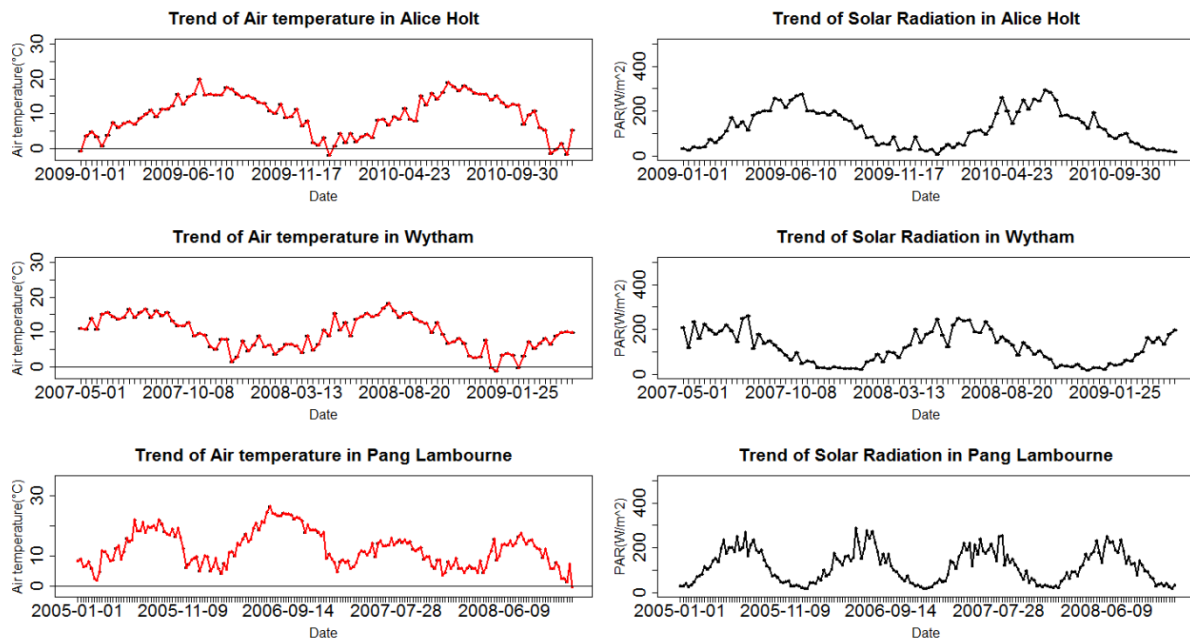 Trend of Air temperature in Alice Holt
Air temperature(°C)
30
20
10
0
2009-01-01 2009-06-10 2009-11-17 2010-04-23 2010-09-30
Date
Trend of Solar Radiation in Alice Holt
PAR(W/m^2)
400
200
0
2009-01-01 2009-06-10 2009-11-17 2010-04-23 2010-09-30
Date
Trend of Air temperature in Wytham
Air temperature(°C)
30
20
10
0
2007-05-01 2007-10-08 2008-03-13 2008-08-20 2009-01-25
Date
Trend of Solar Radiation in Wytham
PAR(W/m^2)
400
200
0
2007-05-01 2007-10-08 2008-03-13 2008-08-20 2009-01-25
Date
Trend of Air temperature in Pang Lambourne
Air temperature(°C)
30
10
0
2005-01-01 2005-11-09 2006-09-14 2007-07-28 2008-06-09
Date
Trend of Solar Radiation in Pang Lambourne
PAR(W/m^2)
400
200
0
2005-01-01 2005-11-09 2006-09-14 2007-07-28 2008-06-09
Date